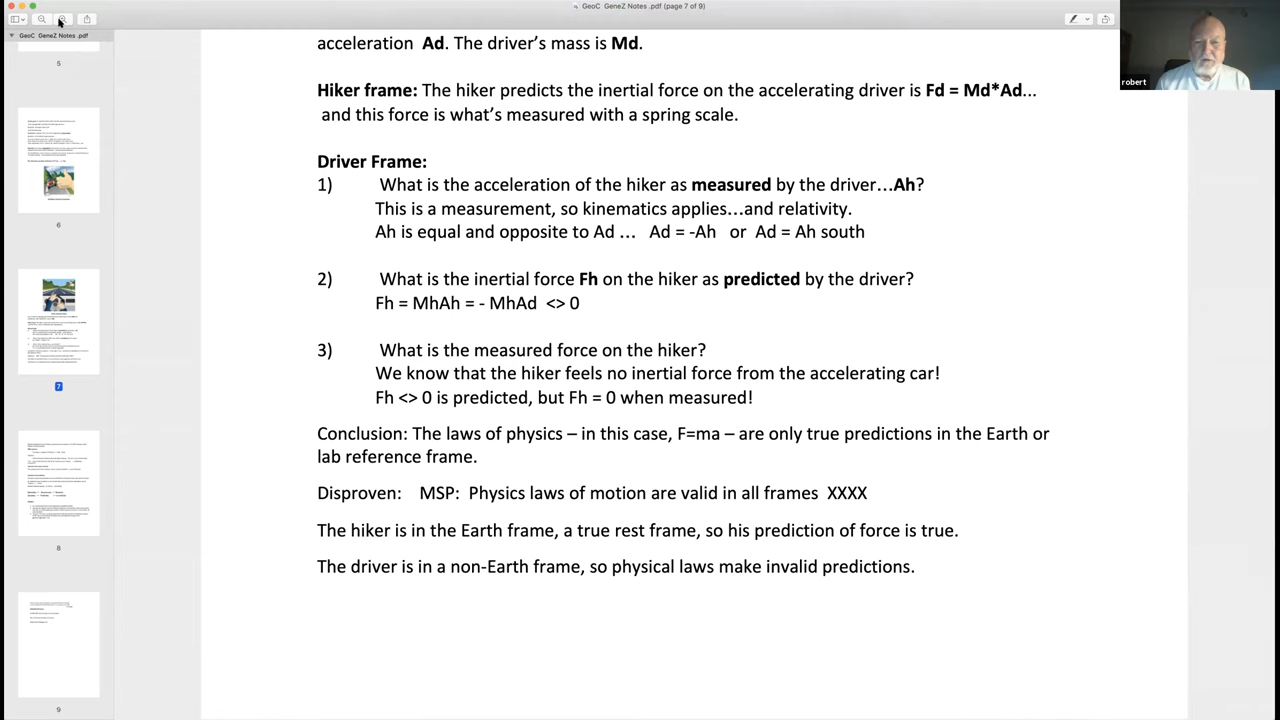 GeoC GeneZ Notes .pdf (page 7 of 9)
GeoC GeneZ Notes .pdf
robert
5
6
7
8
9
acceleration Ad. The driver's mass is Md.
Hiker frame: The hiker predicts the inertial force on the accelerating driver is Fd = Md*Ad...
and this force is what's measured with a spring scale.
Driver Frame:
1) What is the acceleration of the hiker as measured by the driver...Ah?
This is a measurement, so kinematics applies...and relativity.
Ah is equal and opposite to Ad ... Ad = -Ah or Ad = Ah south
2) What is the inertial force Fh on the hiker as predicted by the driver?
Fh = MhAh = - MhAd <> 0
3) What is the measured force on the hiker?
We know that the hiker feels no inertial force from the accelerating car!
Fh <> 0 is predicted, but Fh = 0 when measured!
Conclusion: The laws of physics – in this case, F=ma – are only true predictions in the Earth or
lab reference frame
Disproven: MSP: Physics laws of motion are valid in all frames XXXX
The hiker is in the Earth frame, a true rest frame, so his prediction of force is true.
The driver is in a non-Earth frame, so physical laws make invalid predictions.